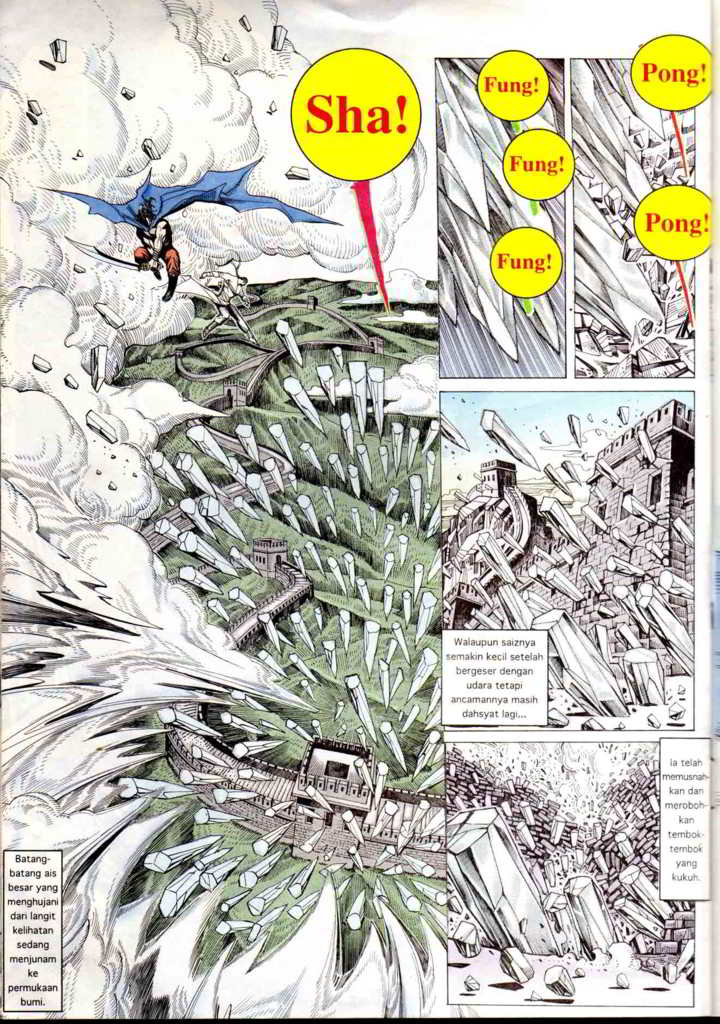 Sha!
Fung!
Fung!
Fung!
Pong!
Pong!
Walaupun saiznya
semakin kecil setelah
bergeser dengan
udara tetapi
ancamannya masih
dahsyat lagi...
Ia telah
memusnah-
kan dan
meroboh-
kan
tembok-
tembok
yang
kukuh.
Batang-
batang ais
besar yang
menghujani
dari langit
kelihatan
sedang
menjunam
ke
permukaan
bumi.